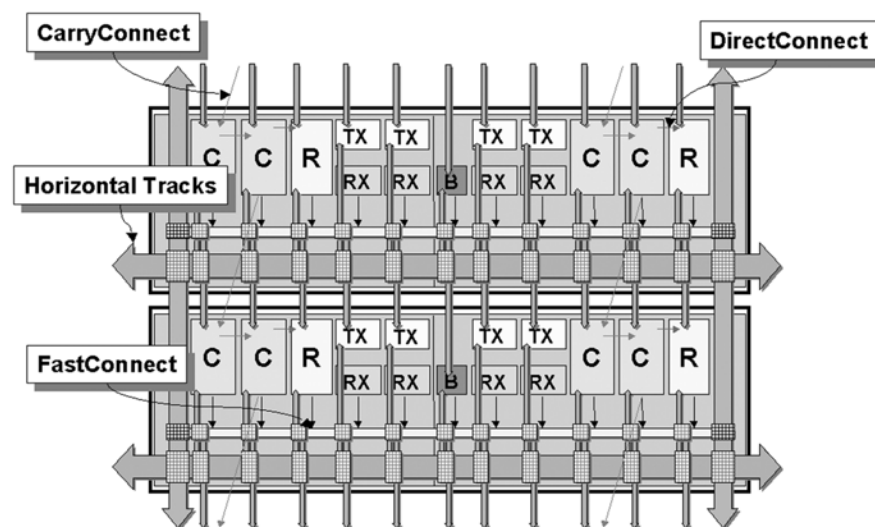 CarryConnect
DirectConnect
TX TX TX TX
C C R C C R
RX RX B RX RX
Horizontal Tracks
TX TX TX TX
C C R C C R
FastConnect
RX RX B RX RX